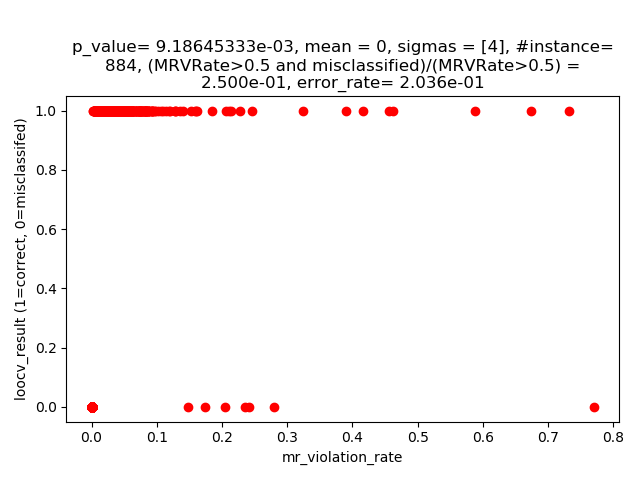 p_value= 9.18645333e-03, mean = 0, sigmas = [4], #instance=
884, (MRVRate>0.5 and misclassified)/(MRVRate>0.5) =
2.500e-01, error_rate= 2.036e-01
1.0
0.8
0.6
0.4
0.2
0.0
loocv_result (1=correct, 0=misclassifed)
0.0 0.1 0.2 0.3 0.4 0.5 0.6 0.7 0.8
mr_violation_rate